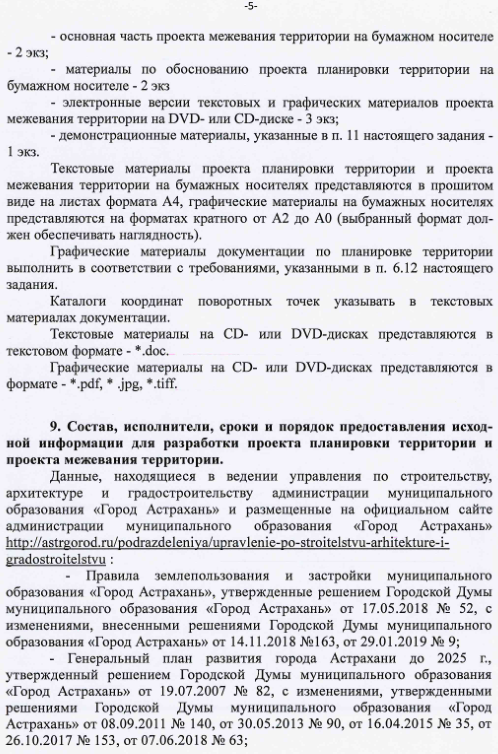 -5-
- основная часть проекта межевания территории на бумажном носителе
- 2 экз;
- материалы по обоснованию проекта планировки территории на
бумажном носителе - 2 экз
- электронные версии текстовых и графических материалов проекта
межевания территории на DVD- или CD-диске - 3 экз;
- демонстрационные материалы, указанные в п. 11 настоящего задания -
1 экз.
Текстовые материалы проекта планировки территории и проекта
межевания территории на бумажных носителях представляются в прошитом
виде на листах формата А4, графические материалы на бумажных носителях
представляются на форматах кратного от А2 до А0 (выбранный формат дол-
жен обеспечивать наглядность).
Графические материалы документации по планировке территории
выполнить в соответствии с требованиями, указанными в п. 6.12 настоящего
задания.
Каталоги координат поворотных точек указывать в текстовых
материалах документации.
Текстовые материалы на CD- или DVD-дисках представляются в
текстовом формате - *.doc.
Графические материалы на CD- или DVD-дисках представляются в
формате - *.pdf, * .jpg, *.tiff.
9. Состав, исполнители, сроки и порядок предоставления исход-
ной информации для разработки проекта планировки территории и
проекта межевания территории.
Данные, находящиеся в ведении управления по строительству,
архитектуре и градостроительству администрации муниципального
образования «Город Астрахань» и размещенные на официальном сайте
администрации муниципального образования «Город Астрахань»
http://astrgorod.ru/podrazdeleniya/upravlenie-po-stroitelstvu-arhitekture-i-
gradostroitelstvu :
- Правила землепользования и застройки муниципального
образования «Город Астрахань», утвержденные решением Городской Думы
муниципального образования «Город Астрахань» от 17.05.2018 № 52, с
изменениями, внесенными решениями Городской Думы муниципального
образования «Город Астрахань» от 14.11.2018 №163, от 29.01.2019 № 9;
- Генеральный план развития города Астрахани до 2025 г.,
утвержденный решением Городской Думы муниципального образования
«Город Астрахань» от 19.07.2007 № 82, с изменениями, утвержденными
решениями Городской Думы муниципального образования «Город
Астрахань» от 08.09.2011 № 140, от 30.05.2013 № 90, от 16.04.2015 № 35, от
26.10.2017 № 153, от 07.06.2018 № 63;